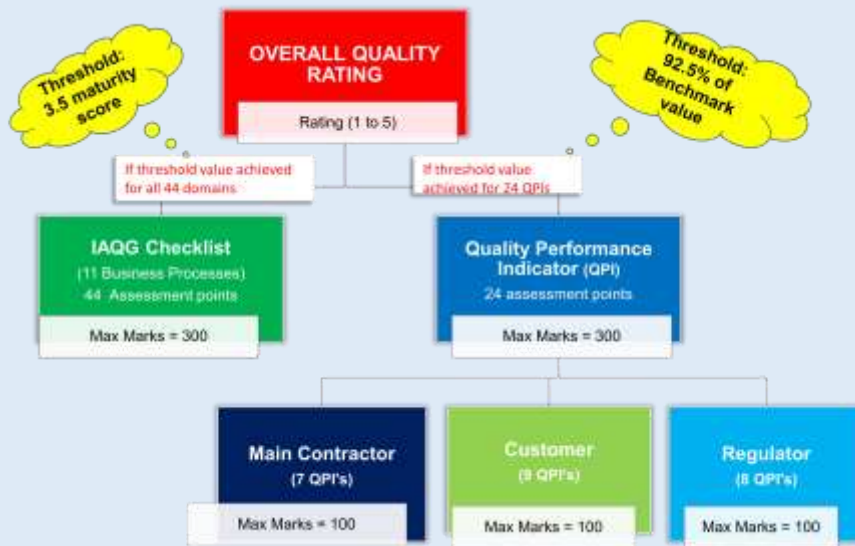 Threshold:
3.5 maturity
score
OVERALL QUALITY
RATING
Rating (1 to 5)
Threshold:
92.5% of
Benchmark
value
If threshold value achieved
for all 44 domains
If threshold value
achieved for 24 QPIs
IAQG Checklist
(11 Business Processes)
44 Assessment points
Max Marks = 300
Quality Performance
Indicator (QPI)
24 assessment points
Max Marks = 300
Main Contractor
(7 QPI's)
Max Marks = 100
Customer
(9 QPI's)
Max Marks = 100
Regulator
(8 QPI's)
Max Marks = 100